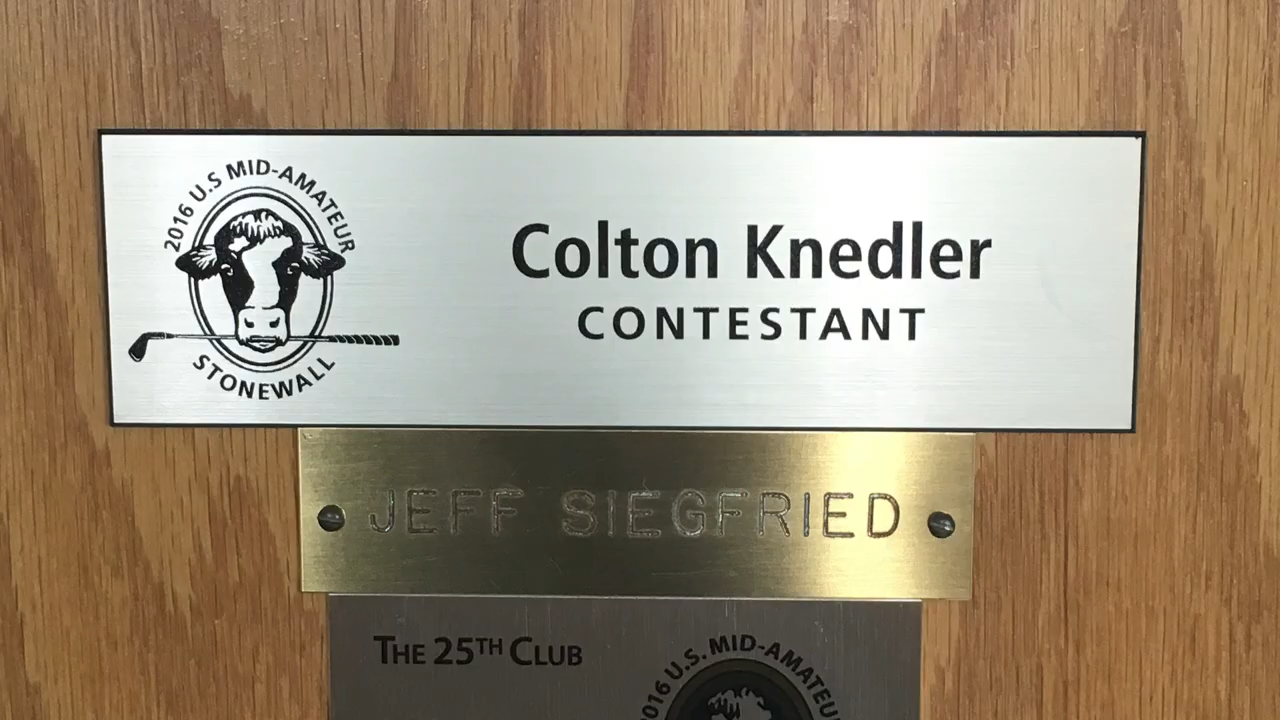 2016 U.S MID-AMATEUR
STONEWALL
Colton Knedler
CONTESTANT
JEFF SIEGFRIED
THE 25TH CLUB
2016 U.S. MID-AMATEUR